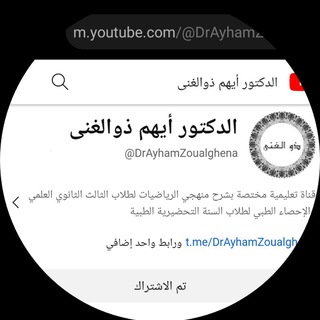 m.youtube.com/@DrAyhamZ
الدكتور أيهم ذوالغنى
الدكتور أيهم ذوالغنى
ذو الغنى
@DrAyhamZoualghena
قناة تعليمية مختصة بشرح منهجي الرياضيات لطلاب الثالث الثانوي العلمي
الإحصاء الطبي لطلاب السنة التحضيرية الطبية
t.me/DrAyhamZoualgh ورابط واحد إضافي
تم الاشتراك